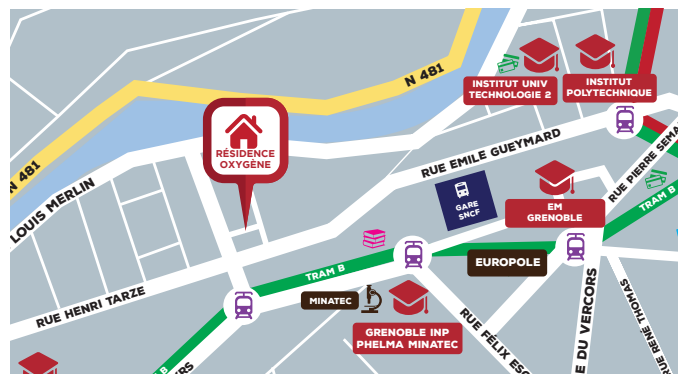 N 481
INSTITUT UNIV
TECHNOLOGIE 2
INSTITUT
POLYTECHNIQUE
RÉSIDENCE
OXYGÈNE
N 481
LOUIS MERLIN
RUE EMILE GUEYMARD
RUE PIERRE SEMA
GARE
SNCF
EM
GRENOBLE
TRAM B
EUROPOLE
TRAM B
MINATEC
RUE HENRI TARZE
GRENOBLE INP
PHELMA MINATEC
RUE FÉLIX ESC
E DU VERCORS
RUE RENÉ THOMAS
B
RS